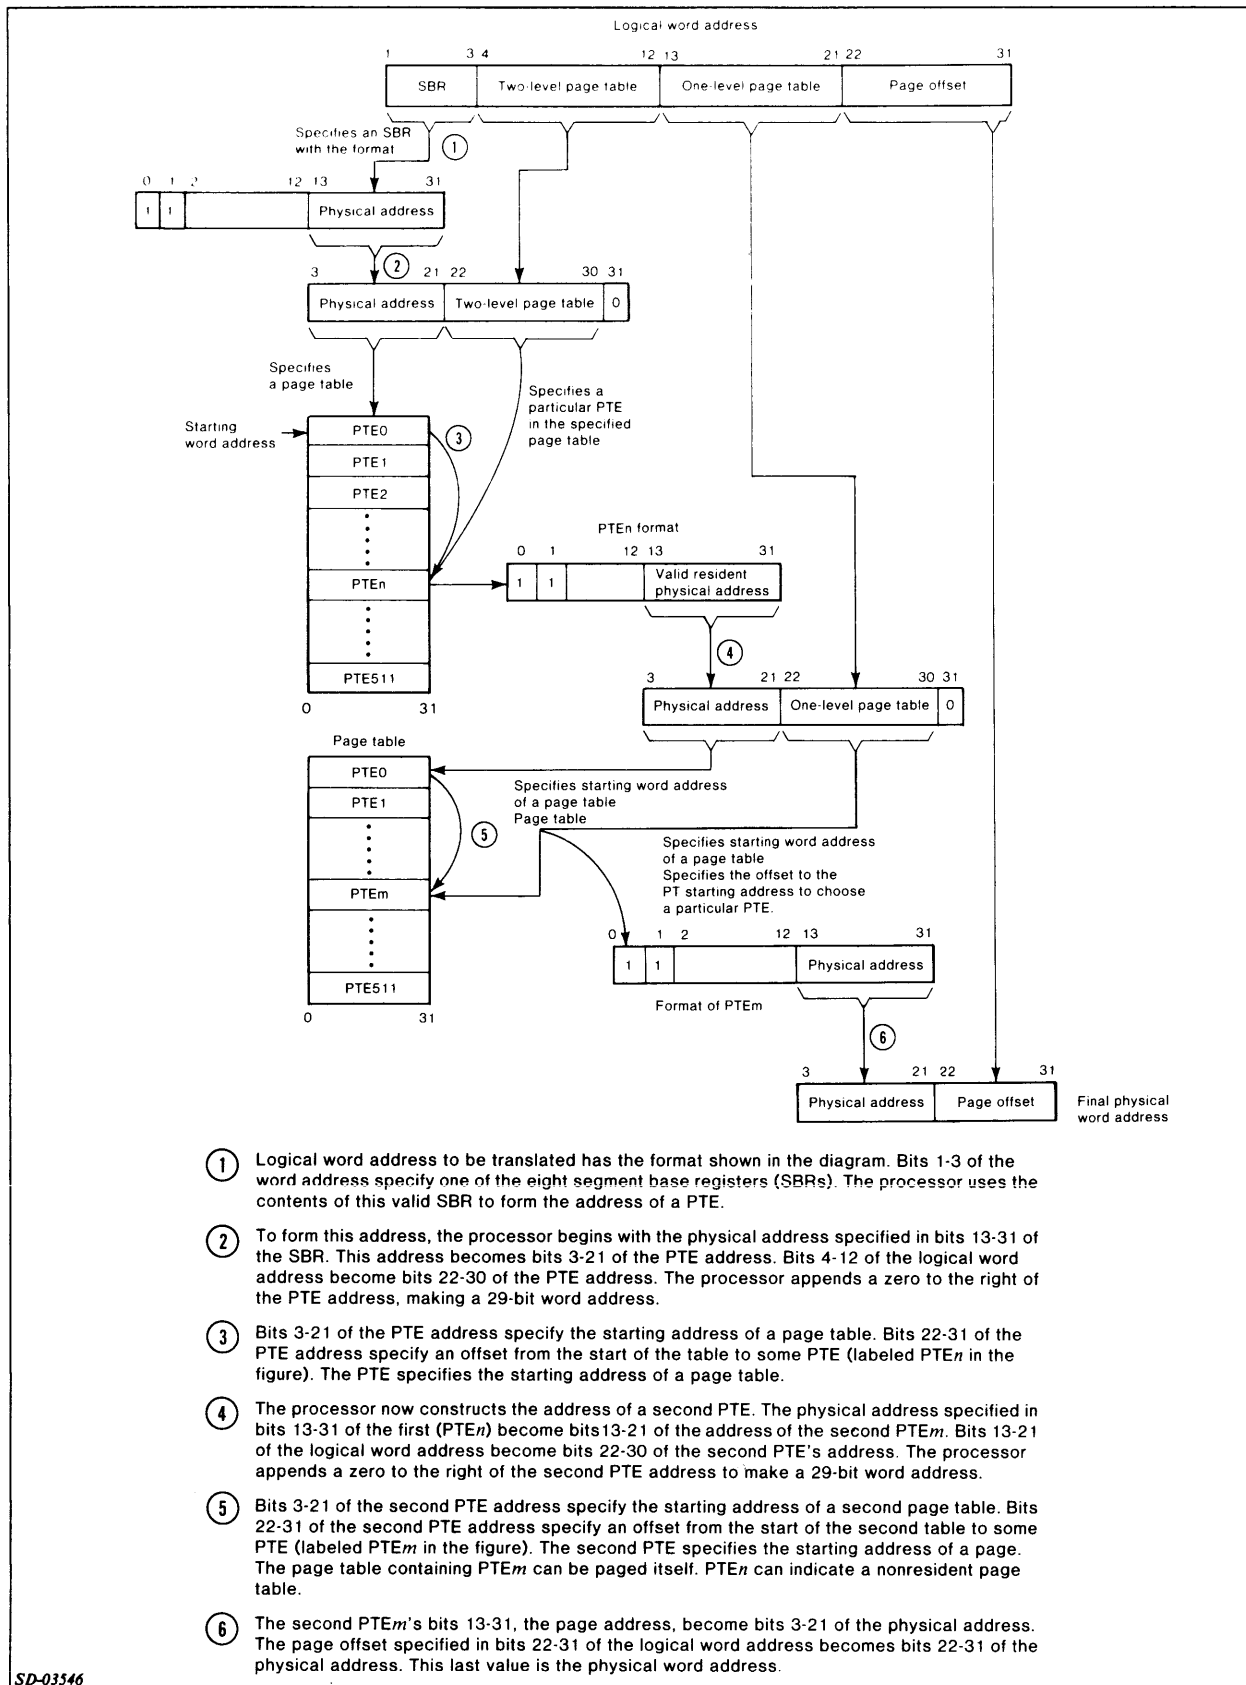 Logical word address
1 3 4 12 13 21 22 31
SBR Two-level page table One-level page table Page offset
Specifies an SBR
with the format
1
0 1 2 12 13 31
1 1 Physical address
2
3 21 22 30 31
Physical address Two-level page table 0
Specifies
a page table
Specifies a
particular PTE
in the specified
page table
Starting
word address
PTE0
3
PTE1
PTE2
PTEn format
0 1 12 13 31
PTEn
1 1 Valid resident
physical address
4
PTE511
0 31
3 21 22 30 31
Physical address One-level page table 0
Page table
PTE0
PTE1
Specifies starting word address
of a page table
Page table
5
Specifies starting word address
of a page table
Specifies the offset to the
PT starting address to choose
a particular PTE.
PTEm
0 1 2 12 13 31
1 1 Physical address
PTE511
0 31
Format of PTEm
6
3 21 22 31
Physical address Page offset
Final physical
word address
1 Logical word address to be translated has the format shown in the diagram. Bits 1-3 of the
word address specify one of the eight segment base registers (SBRs). The processor uses the
contents of this valid SBR to form the address of a PTE.
2 To form this address, the processor begins with the physical address specified in bits 13-31 of
the SBR. This address becomes bits 3-21 of the PTE address. Bits 4-12 of the logical word
address become bits 22-30 of the PTE address. The processor appends a zero to the right of
the PTE address, making a 29-bit word address.
3 Bits 3-21 of the PTE address specify the starting address of a page table. Bits 22-31 of the
PTE address specify an offset from the start of the table to some PTE (labeled PTEn in the
figure). The PTE specifies the starting address of a page table.
4 The processor now constructs the address of a second PTE. The physical address specified in
bits 13-31 of the first (PTEn) become bits 13-21 of the address of the second PTEm. Bits 13-21
of the logical word address become bits 22-30 of the second PTE's address. The processor
appends a zero to the right of the second PTE address to make a 29-bit word address.
5 Bits 3-21 of the second PTE address specify the starting address of a second page table. Bits
22-31 of the second PTE address specify an offset from the start of the second table to some
PTE (labeled PTEm in the figure). The second PTE specifies the starting address of a page.
The page table containing PTEm can be paged itself. PTEn can indicate a nonresident page
table.
6 The second PTEm's bits 13-31, the page address, become bits 3-21 of the physical address.
The page offset specified in bits 22-31 of the logical word address becomes bits 22-31 of the
physical address. This last value is the physical word address.
SD-03546